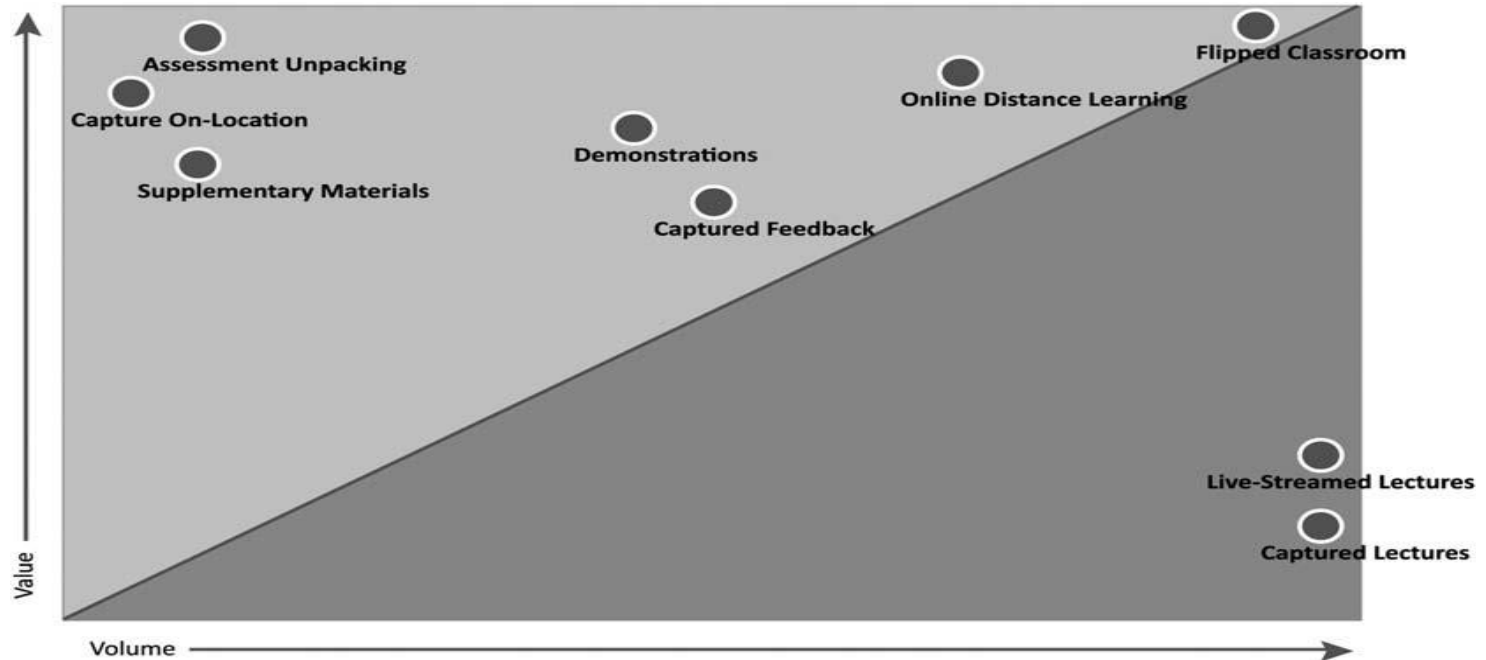 Assessment Unpacking
Capture On-Location
Supplementary Materials
Demonstrations
Captured Feedback
Online Distance Learning
Flipped Classroom
Live-Streamed Lectures
Captured Lectures
Value
Volume